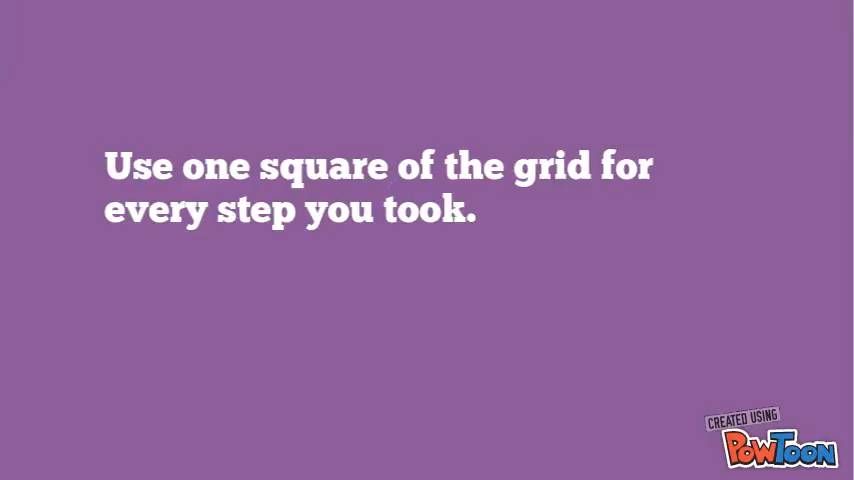 Use one square of the grid for
every step you took.
CREATED USING
POWTOON